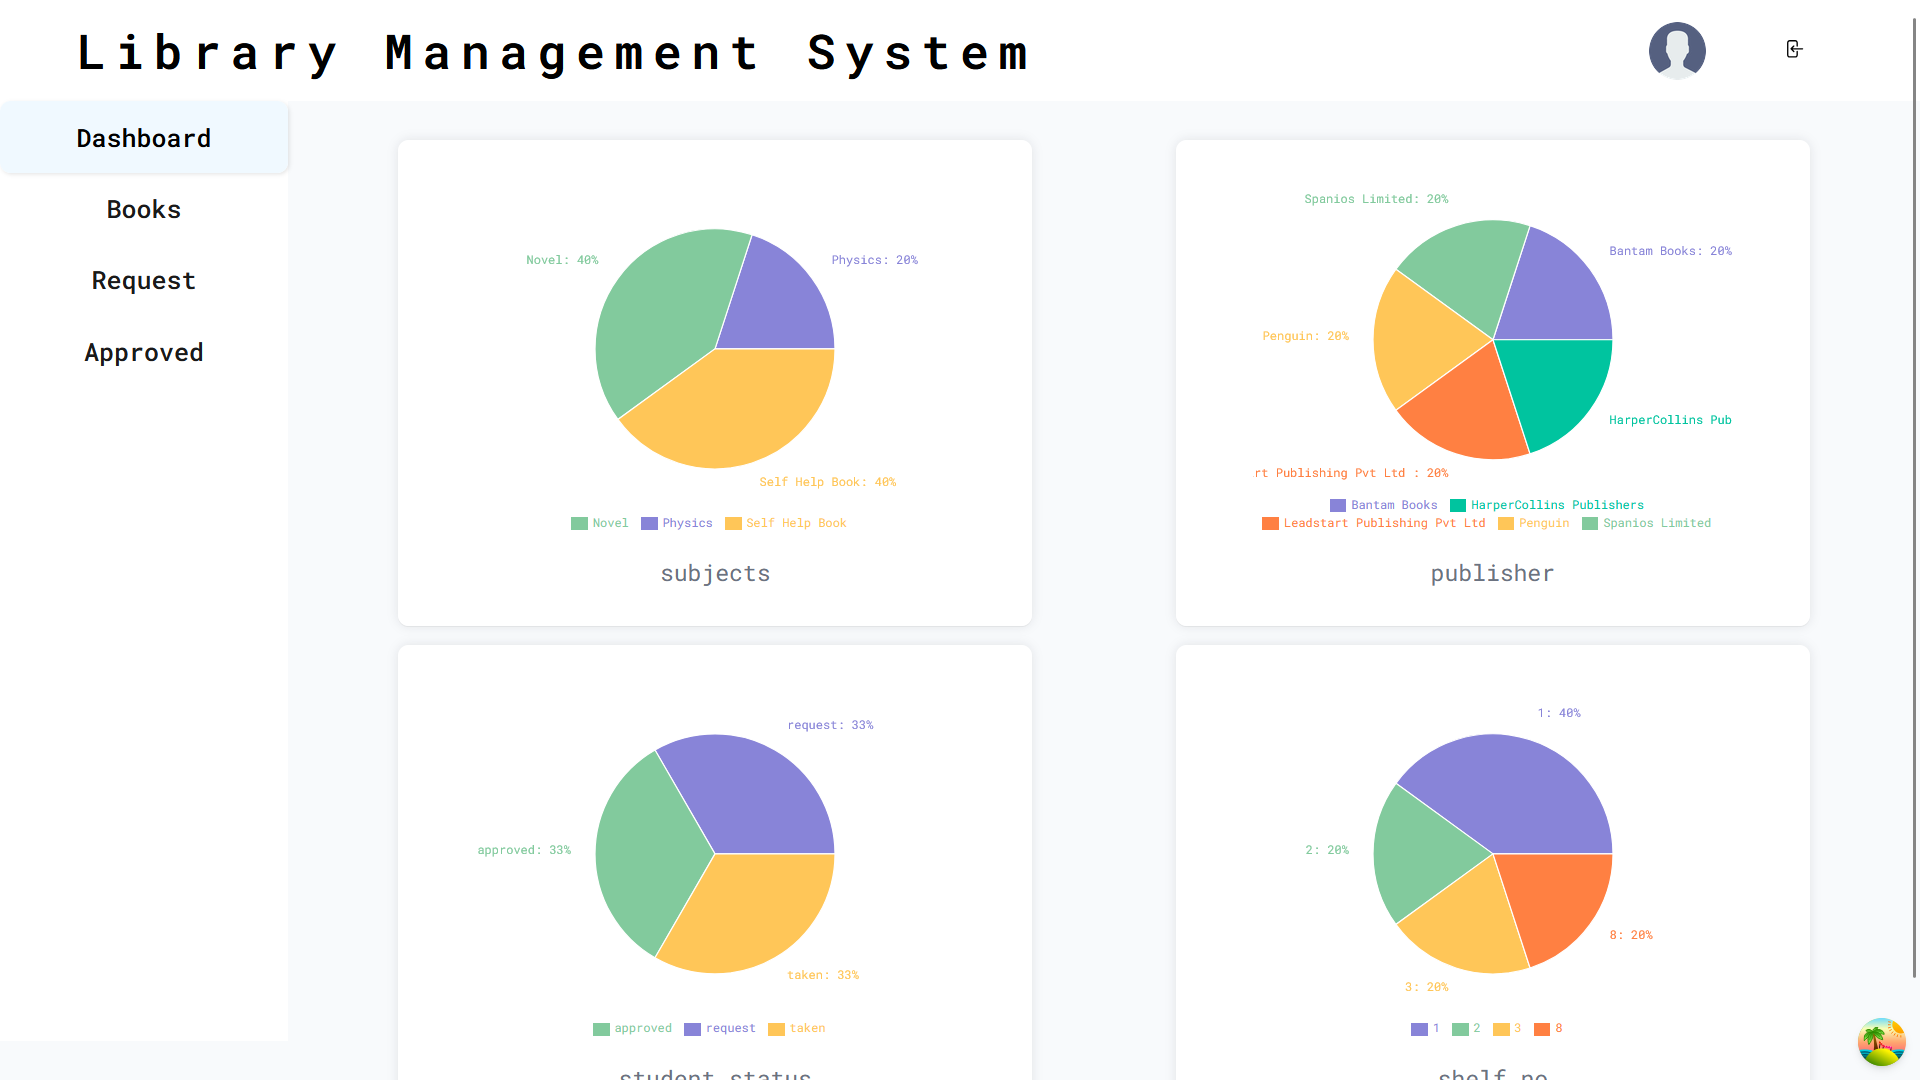 Library Management System
Dashboard
Books
Request
Approved
Novel: 40%
Physics: 20%
Self Help Book: 40%
Novel
Physics
Self Help Book
subjects
Spanios Limited: 20%
Bantam Books: 20%
Penguin: 20%
HarperCollins Pub
rt Publishing Pvt Ltd : 20%
Bantam Books
HarperCollins Publishers
Leadstart Publishing Pvt Ltd
Penguin
Spanios Limited
publisher
request: 33%
approved: 33%
taken: 33%
approved
request
taken
student status
1: 40%
2: 20%
8: 20%
3: 20%
1
2
3
8
shelf no